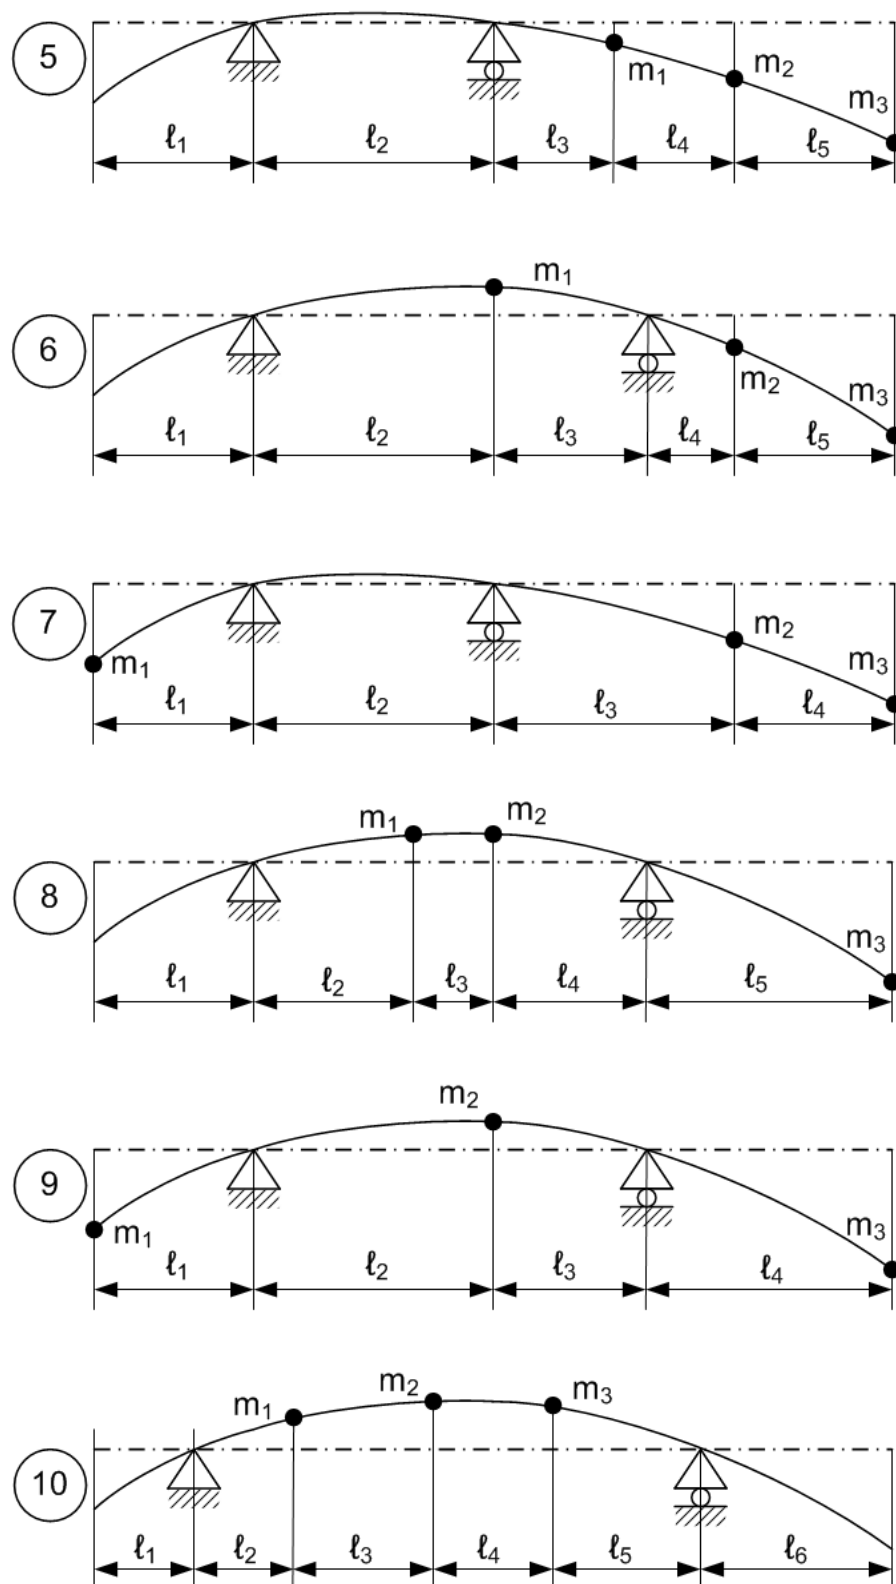 5
m₁
m₂
m₃
ℓ₁ ℓ₂ ℓ₃ ℓ₄ ℓ₅
6
m₁
m₂
m₃
ℓ₁ ℓ₂ ℓ₃ ℓ₄ ℓ₅
7
m₁
m₂
m₃
ℓ₁ ℓ₂ ℓ₃ ℓ₄
8
m₁ m₂
m₃
ℓ₁ ℓ₂ ℓ₃ ℓ₄ ℓ₅
9
m₂
m₁
m₃
ℓ₁ ℓ₂ ℓ₃ ℓ₄
10
m₁ m₂ m₃
ℓ₁ ℓ₂ ℓ₃ ℓ₄ ℓ₅ ℓ₆